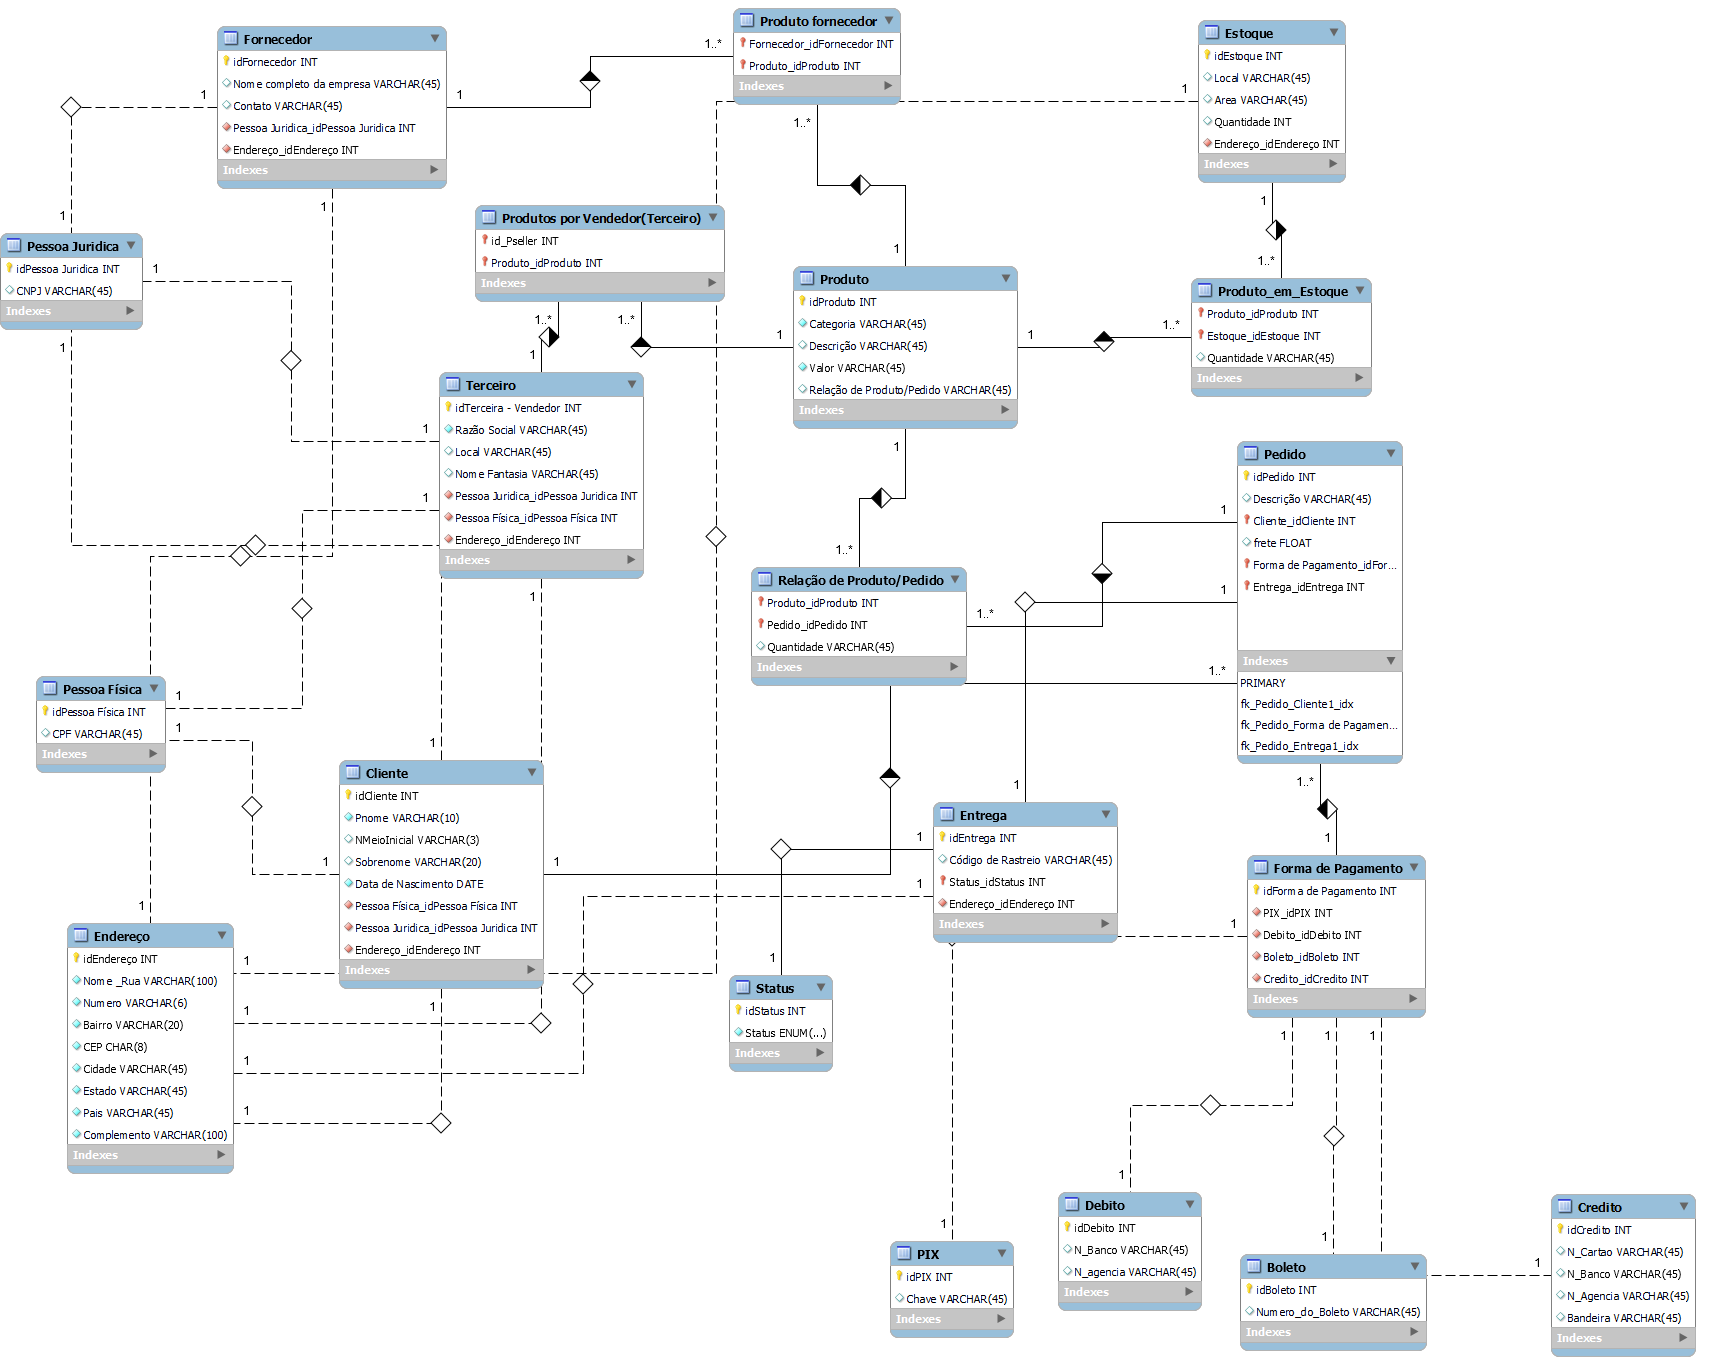 Fornecedor
idFornecedor INT
Nome completo da empresa VARCHAR(45)
Contato VARCHAR(45)
Pessoa Juridica_idPessoa Juridica INT
Endereço_idEndereço INT
Indexes
Produto fornecedor
Fornecedor_idFornecedor INT
Produto_idProduto INT
Indexes
Estoque
idEstoque INT
Local VARCHAR(45)
Area VARCHAR(45)
Quantidade INT
Endereço_idEndereço INT
Indexes
1
1
1..*
1..*
1
1
1
Pessoa Juridica
idPessoa Juridica INT
CNPJ VARCHAR(45)
Indexes
1
1
1
Produtos por Vendedor(Terceiro)
id_Pseller INT
Produto_idProduto INT
Indexes
1..*
1..*
1
1
Produto
idProduto INT
Categoria VARCHAR(45)
Descrição VARCHAR(45)
Valor VARCHAR(45)
Relação de Produto/Pedido VARCHAR(45)
Indexes
1
1
1
1..*
1..*
Produto_em_Estoque
Produto_idProduto INT
Estoque_idEstoque INT
Quantidade VARCHAR(45)
Indexes
Terceiro
idTerceira - Vendedor INT
Razão Social VARCHAR(45)
Local VARCHAR(45)
Nome Fantasia VARCHAR(45)
Pessoa Juridica_idPessoa Juridica INT
Pessoa Física_idPessoa Física INT
Endereço_idEndereço INT
Indexes
1
1
1
Pedido
idPedido INT
Descrição VARCHAR(45)
Cliente_idCliente INT
frete FLOAT
Forma de Pagamento_idFor...
Entrega_idEntrega INT
Indexes
PRIMARY
fk_Pedido_Cliente1_idx
fk_Pedido_Forma de Pagamen...
fk_Pedido_Entrega1_idx
1
1
1..*
1..*
1..*
Relação de Produto/Pedido
Produto_idProduto INT
Pedido_idPedido INT
Quantidade VARCHAR(45)
Indexes
1..*
Pessoa Física
idPessoa Física INT
CPF VARCHAR(45)
Indexes
1
1
1
1
Cliente
idCliente INT
Pnome VARCHAR(10)
NMeioInicial VARCHAR(3)
Sobrenome VARCHAR(20)
Data de Nascimento DATE
Pessoa Física_idPessoa Física INT
Pessoa Juridica_idPessoa Juridica INT
Endereço_idEndereço INT
Indexes
1
1
1
Entrega
idEntrega INT
Código de Rastreio VARCHAR(45)
Status_idStatus INT
Endereço_idEndereço INT
Indexes
1
1
1
Forma de Pagamento
idForma de Pagamento INT
PIX_idPIX INT
Debito_idDebito INT
Boleto_idBoleto INT
Credito_idCredito INT
Indexes
1
1
1
1
1
Endereço
idEndereço INT
Nome _Rua VARCHAR(100)
Numero VARCHAR(6)
Bairro VARCHAR(20)
CEP CHAR(8)
Cidade VARCHAR(45)
Estado VARCHAR(45)
Pais VARCHAR(45)
Complemento VARCHAR(100)
Indexes
1
1
1
1
1
Status
idStatus INT
Status ENUM(...)
Indexes
1
PIX
idPIX INT
Chave VARCHAR(45)
Indexes
1
Debito
idDebito INT
N_Banco VARCHAR(45)
N_agencia VARCHAR(45)
Indexes
1
Boleto
idBoleto INT
Numero_do_Boleto VARCHAR(45)
Indexes
1
Credito
idCredito INT
N_Cartao VARCHAR(45)
N_Banco VARCHAR(45)
N_Agencia VARCHAR(45)
Bandeira VARCHAR(45)
Indexes